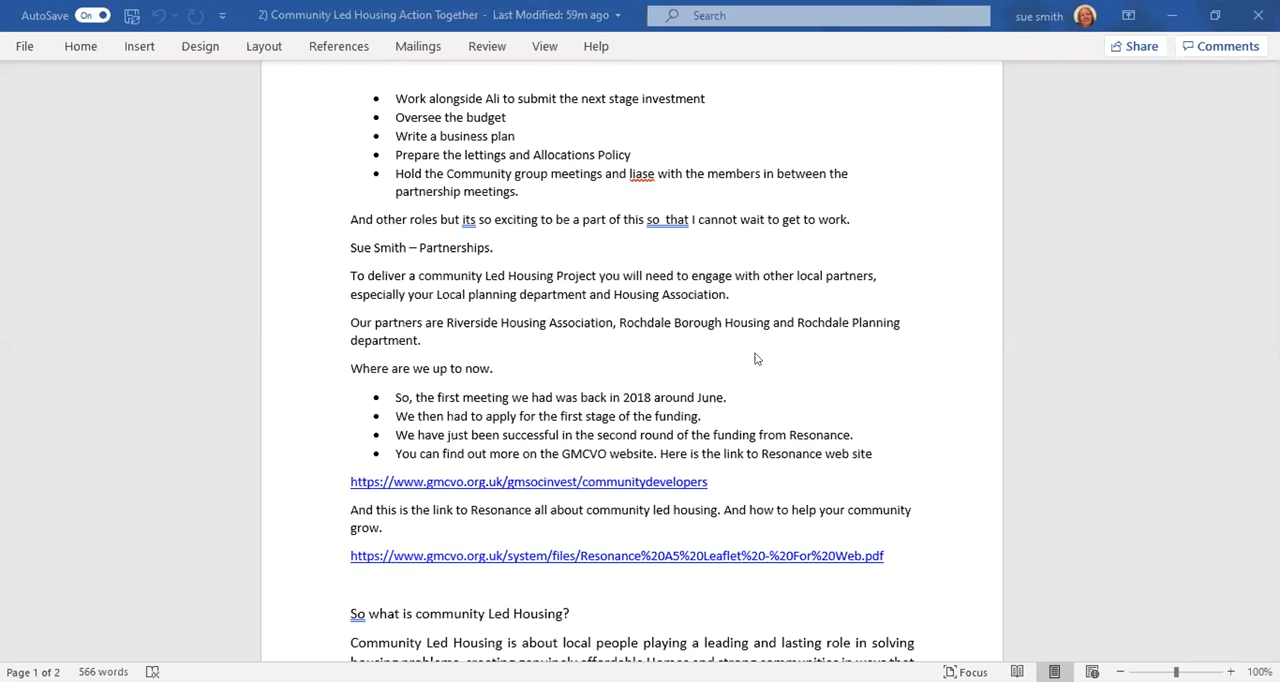 AutoSave On 2) Community Led Housing Action Together - Last Modified: 59m ago Search sue smith
File Home Insert Design Layout References Mailings Review View Help Share Comments
• Work alongside Ali to submit the next stage investment
• Oversee the budget
• Write a business plan
• Prepare the lettings and Allocations Policy
• Hold the Community group meetings and liase with the members in between the
partnership meetings.
And other roles but its so exciting to be a part of this so  that I cannot wait to get to work.
Sue Smith – Partnerships.
To deliver a community Led Housing Project you will need to engage with other local partners,
especially your Local planning department and Housing Association.
Our partners are Riverside Housing Association, Rochdale Borough Housing and Rochdale Planning
department.
Where are we up to now.
• So, the first meeting we had was back in 2018 around June.
• We then had to apply for the first stage of the funding.
• We have just been successful in the second round of the funding from Resonance.
• You can find out more on the GMCVO website. Here is the link to Resonance web site
https://www.gmcvo.org.uk/gmsocinvest/communitydevelopers
And this is the link to Resonance all about community led housing. And how to help your community
grow.
https://www.gmcvo.org.uk/system/files/Resonance%20A5%20Leaflet%20-%20For%20Web.pdf
So what is community Led Housing?
Community Led Housing is about local people playing a leading and lasting role in solving
housing problems, creating genuinely affordable Homes and strong communities in ways that
Page 1 of 2 566 words Focus 100%